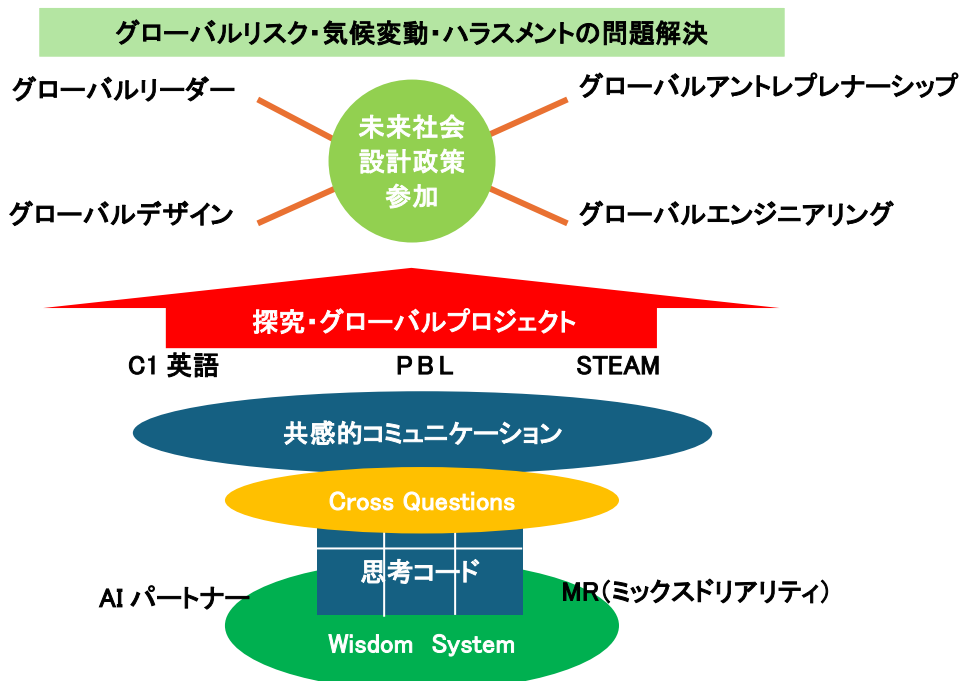 グローバルリスク・気候変動・ハラスメントの問題解決
グローバルリーダー
グローバルアントレプレナーシップ
未来社会
設計政策
参加
グローバルデザイン
グローバルエンジニアリング
探究・グローバルプロジェクト
C1 英語
PBL
STEAM
共感的コミュニケーション
Cross Questions
思考コード
AI パートナー
MR(ミックスドリアリティ)
Wisdom System